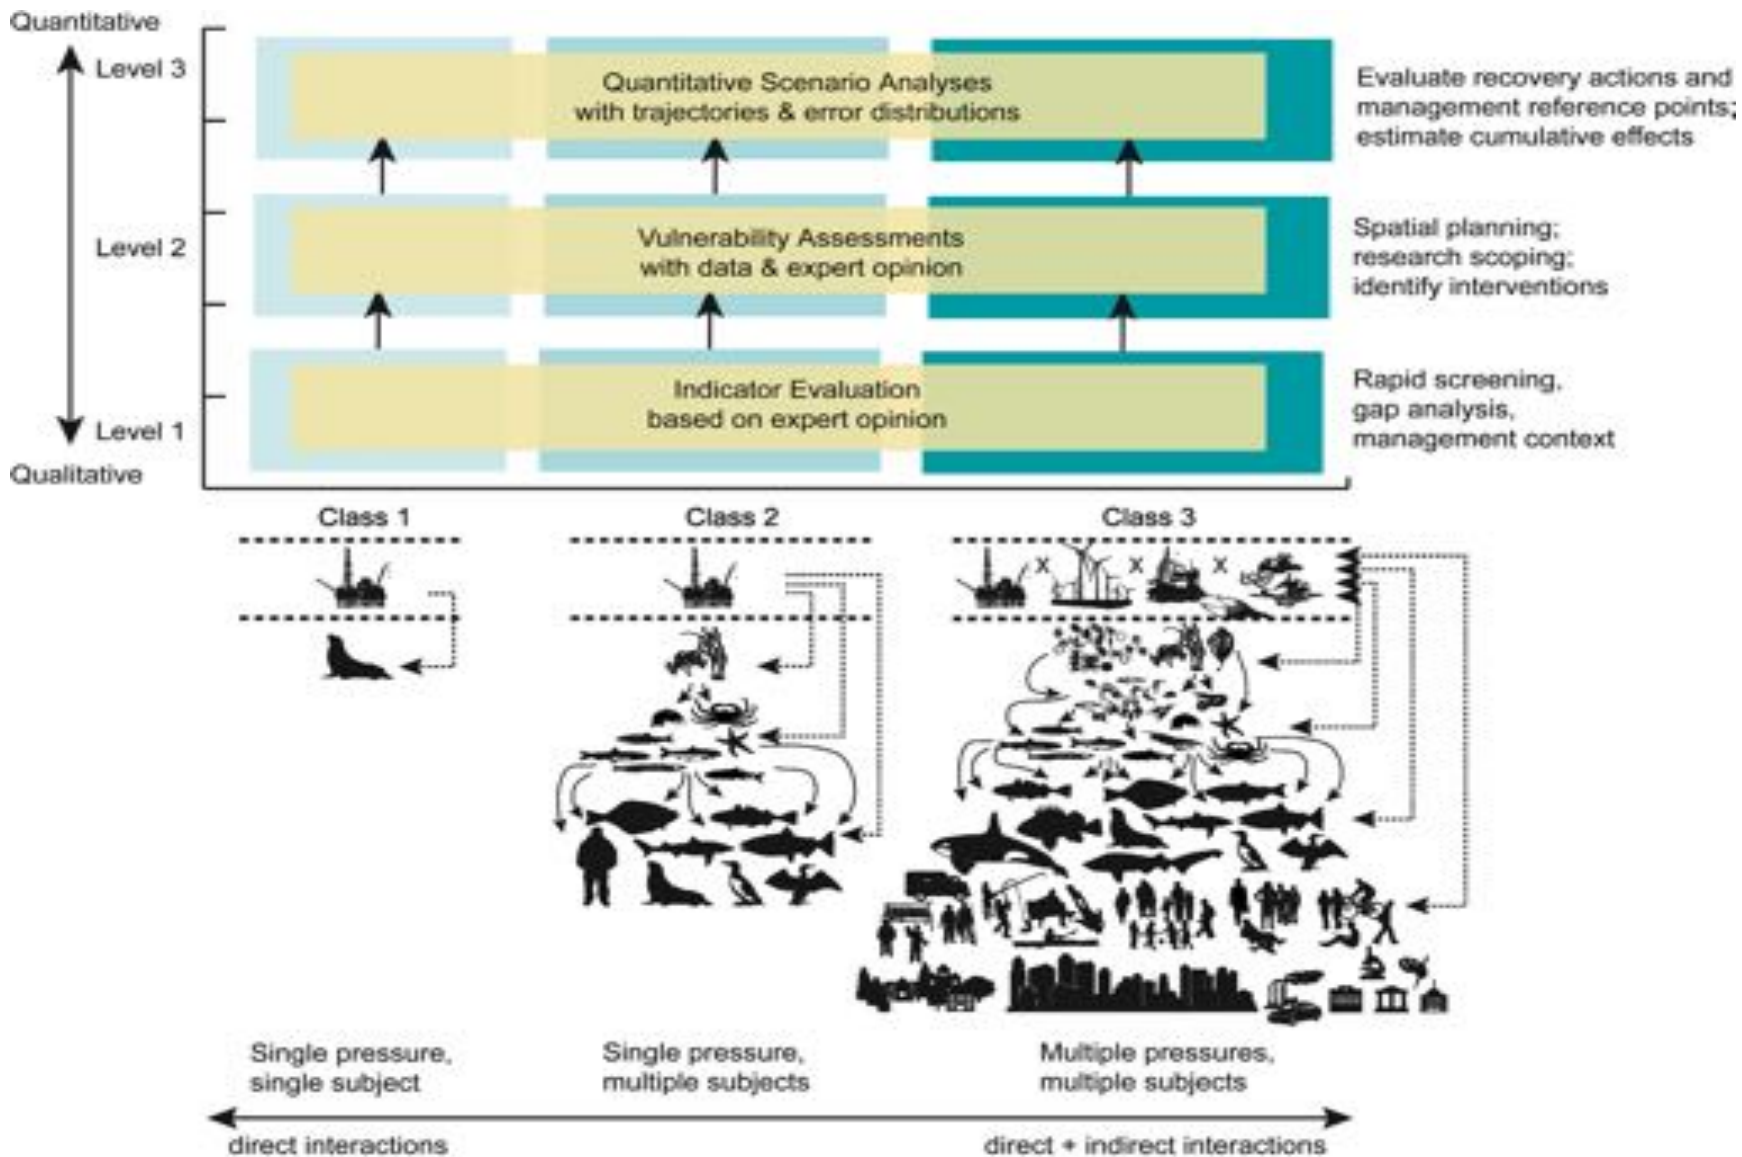 Quantitative
Level 3
Quantitative Scenario Analyses
with trajectories & error distributions
Evaluate recovery actions and
management reference points;
estimate cumulative effects
Level 2
Vulnerability Assessments
with data & expert opinion
Spatial planning;
research scoping;
identify interventions
Indicator Evaluation
based on expert opinion
Rapid screening,
gap analysis,
management context
Level 1
Qualitative
Class 1
Class 2
Class 3
X X X
Single pressure,
single subject
Single pressure,
multiple subjects
Multiple pressures,
multiple subjects
direct interactions
direct + indirect interactions